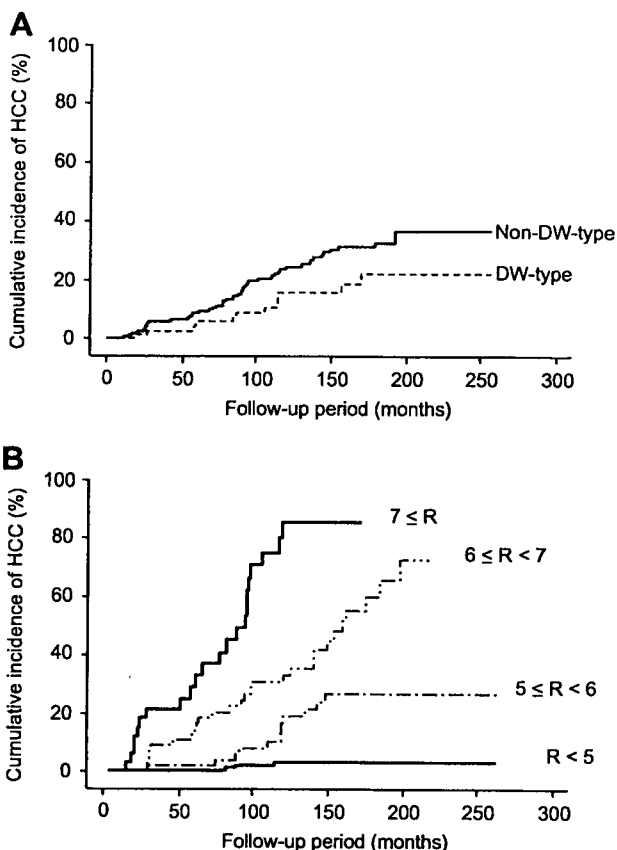 A
Cumulative incidence of HCC (%)
100
80
60
40
20
0
Non-DW-type
DW-type
0 50 100 150 200 250 300
Follow-up period (months)
B
Cumulative incidence of HCC (%)
100
80
60
40
20
0
7 ≤ R
6 ≤ R < 7
5 ≤ R < 6
R < 5
0 50 100 150 200 250 300
Follow-up period (months)